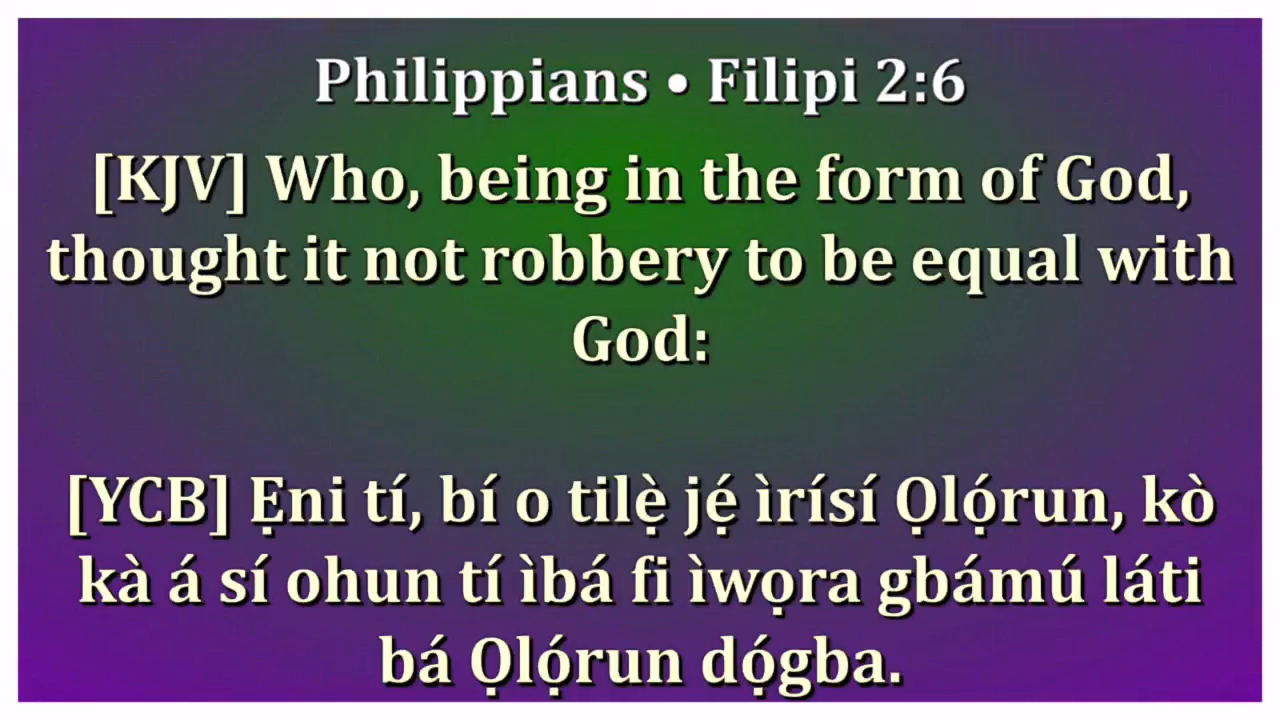 Philippians • Filipi 2:6
[KJV] Who, being in the form of God,
thought it not robbery to be equal with
God:
[YCB] Ẹni tí, bí o tilẹ̀ jẹ́ ìrísí Ọlọ́run, kò
kà á sí ohun tí ìbá fi ìwọra gbámú láti
bá Ọlọ́run dọ́gba.